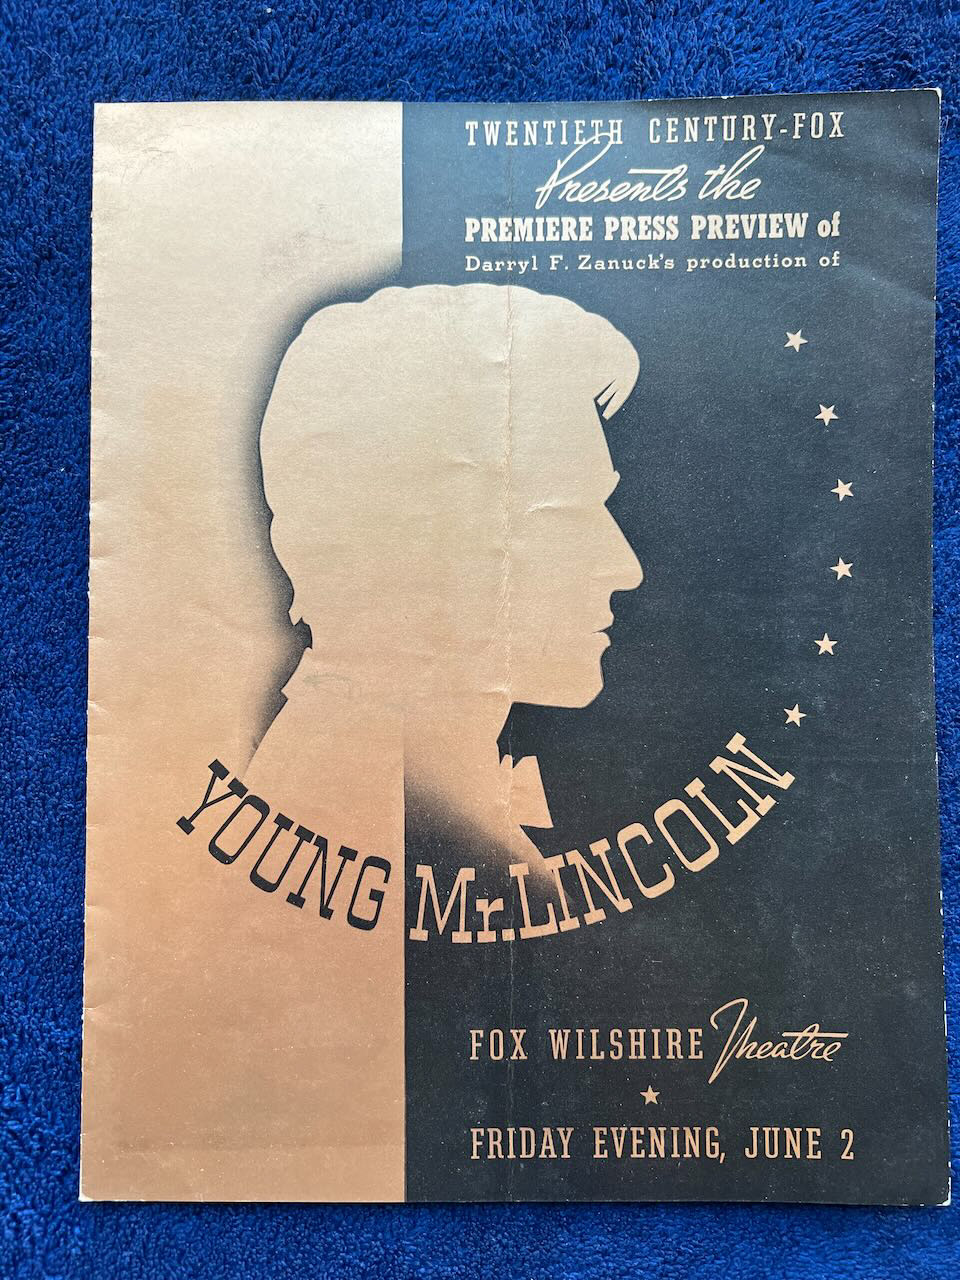 TWENTIETH CENTURY-FOX
Presents the
PREMIERE PRESS PREVIEW of
Darryl F. Zanuck's production of
YOUNG Mr. LINCOLN
FOX WILSHIRE Theatre
FRIDAY EVENING, JUNE 2